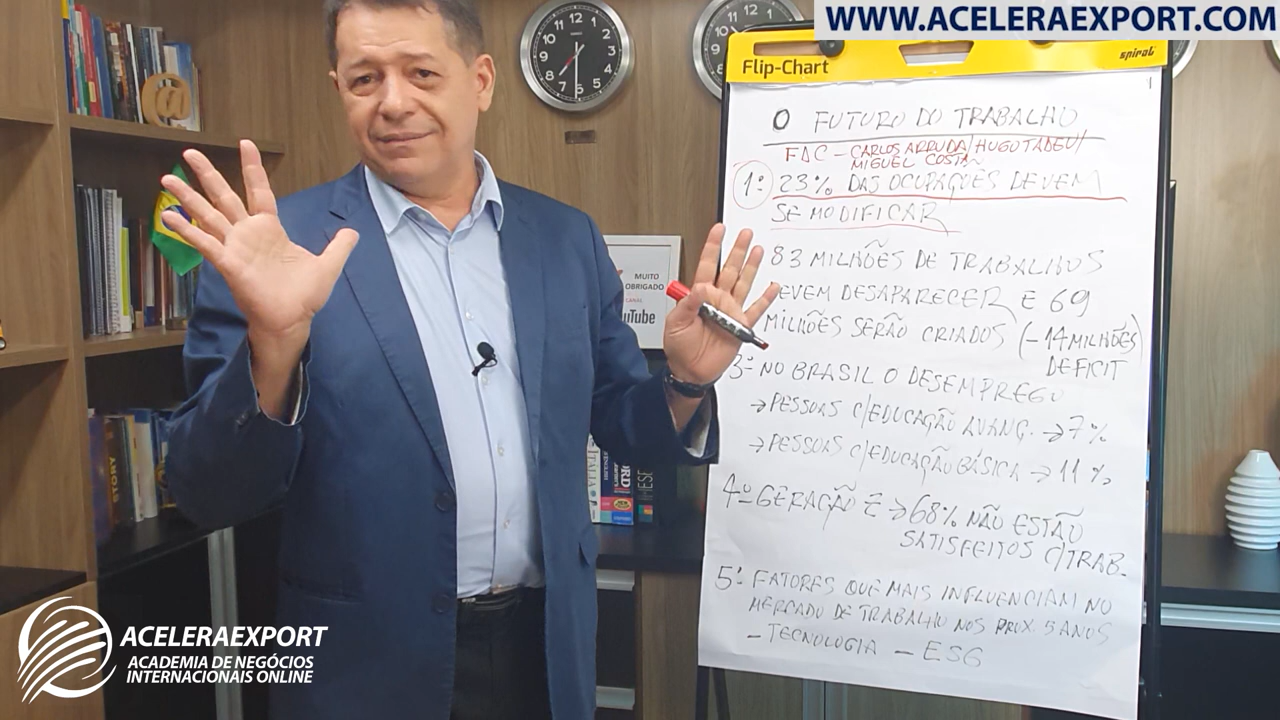 WWW.ACELERAEXPORT.COM
Flip-Chart
spiral
O FUTURO DO TRABALHO
FDC - CARLOS ARRUDA/HUGO TADEU/
MIGUEL COSTA
1º 23% DAS OCUPAÇÕES DEVEM
SE MODIFICAR
83 MILHÕES DE TRABALHOS
DEVEM DESAPARECER E 69
MILHÕES SERÃO CRIADOS (-14 MILHÕES)
DEFICIT
3º NO BRASIL O DESEMPREGO
→ PESSOAS C/EDUCAÇÃO AVANÇ. → 7%
→ PESSOAS C/EDUCAÇÃO BÁSICA → 11%
4º GERAÇÃO Z → 68% NÃO ESTÃO
SATISFEITOS C/TRAB.
5º FATORES QUE MAIS INFLUENCIAM NO
MERCADO DE TRABALHO NOS PROX. 5 ANOS
- TECNOLOGIA - ESG
MUITO
OBRIGADO
YouTube
STORY
ITALIA
ENGLISH
ACELERAEXPORT
ACADEMIA DE NEGÓCIOS
INTERNACIONAIS ONLINE